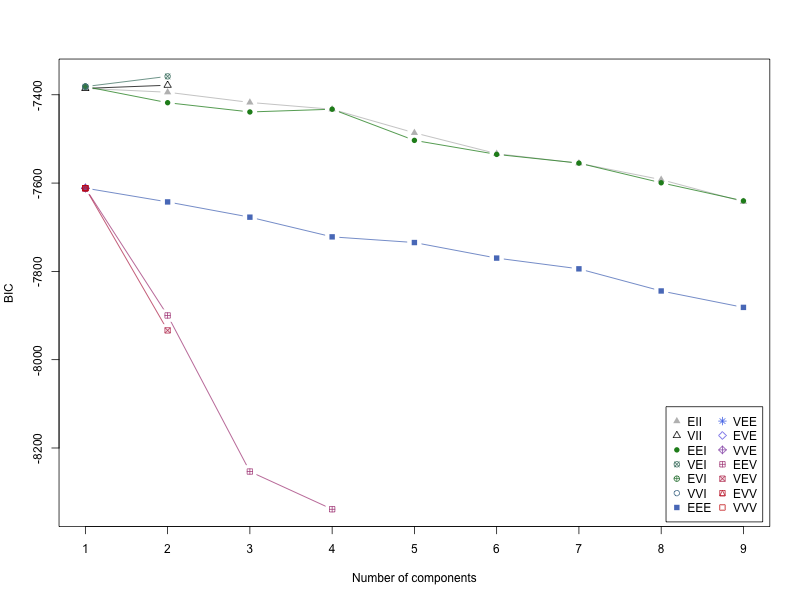 -7400
-7600
-7800
-8000
-8200
BIC
EII VEE
VII EVE
EEI VVE
VEI EEV
EVI VEV
VVI EVV
EEE VVV
1 2 3 4 5 6 7 8 9
Number of components